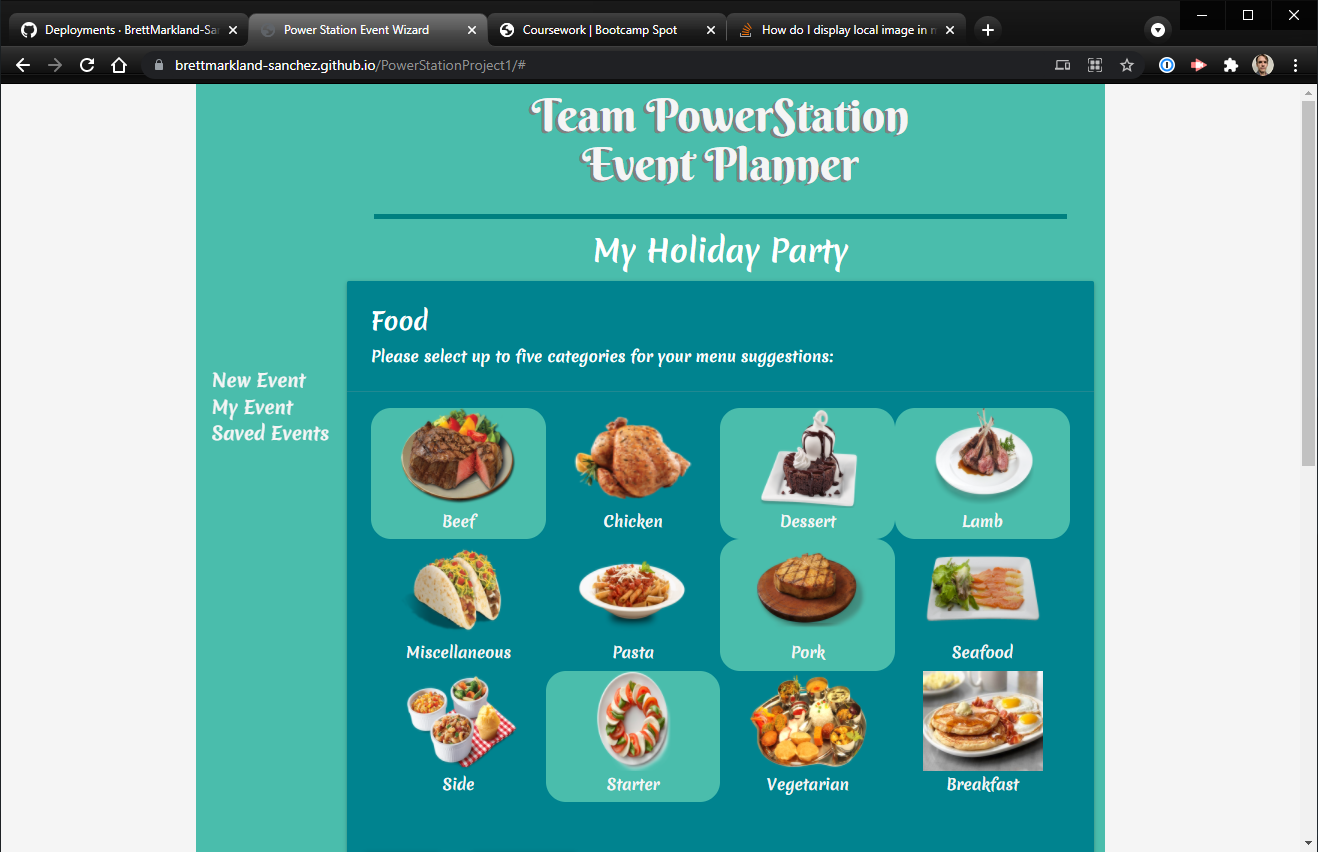 Deployments · BrettMarkland-San
Power Station Event Wizard
Coursework | Bootcamp Spot
How do I display local image in m
brettmarkland-sanchez.github.io/PowerStationProject1/#
Team PowerStation
Event Planner
My Holiday Party
Food
Please select up to five categories for your menu suggestions:
New Event
My Event
Saved Events
Beef
Chicken
Dessert
Lamb
Miscellaneous
Pasta
Pork
Seafood
Side
Starter
Vegetarian
Breakfast